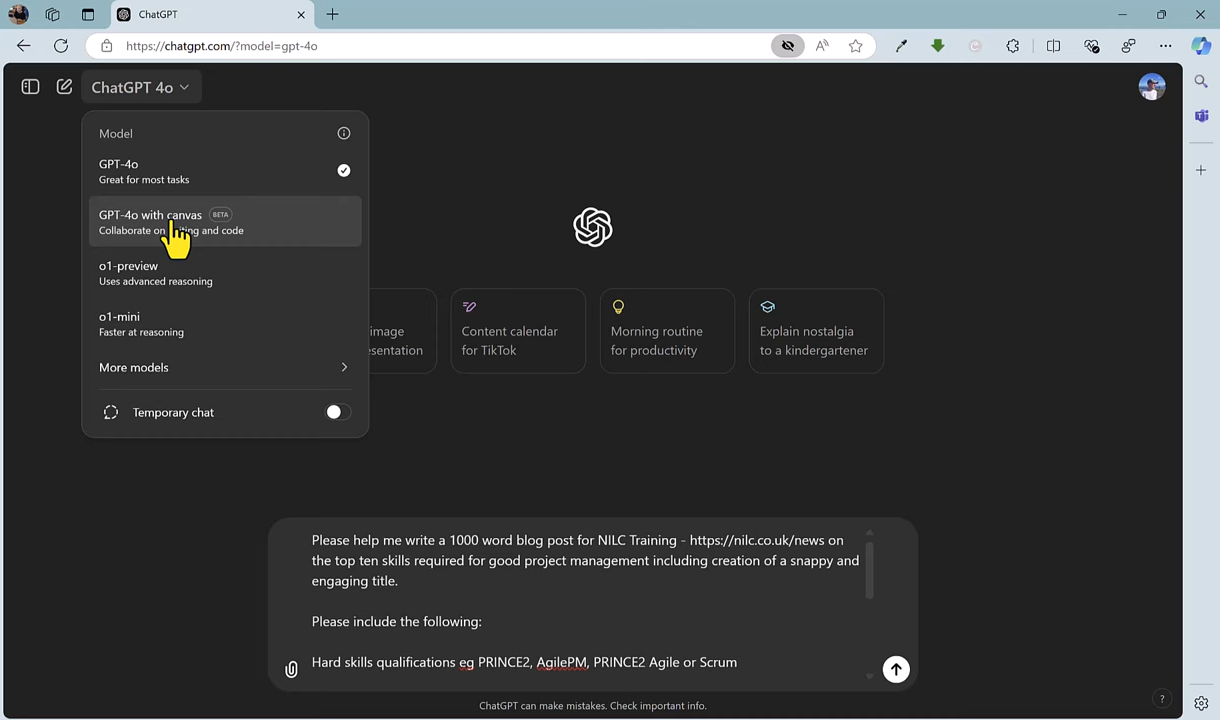 ChatGPT
https://chatgpt.com/?model=gpt-4o
ChatGPT 4o
Model
GPT-4o
Great for most tasks
GPT-4o with canvas BETA
Collaborate on and code
o1-preview
Uses advanced reasoning
o1-mini
Faster at reasoning
More models
Temporary chat
image
Content calendar
for TikTok
Morning routine
for productivity
Explain nostalgia
to a kindergartener
Please help me write a 1000 word blog post for NILC Training - https://nilc.co.uk/news on
the top ten skills required for good project management including creation of a snappy and
engaging title.
Please include the following:
Hard skills qualifications eg PRINCE2, AgilePM, PRINCE2 Agile or Scrum
ChatGPT can make mistakes. Check important info.
?